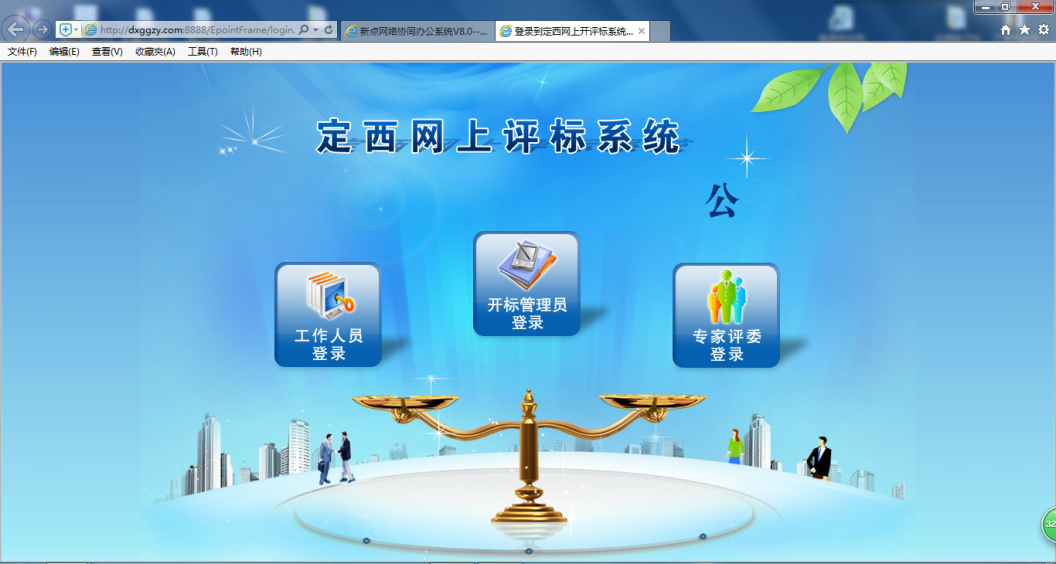 http://dxggzy.com:8888/EpointFrame/login.
新点网络协同办公系统V8.0--...
登录到定西网上开评标系统...
文件(F) 编辑(E) 查看(V) 收藏夹(A) 工具(T) 帮助(H)
定西网上评标系统
公
开标管理员
登录
工作人员
登录
专家评委
登录
32